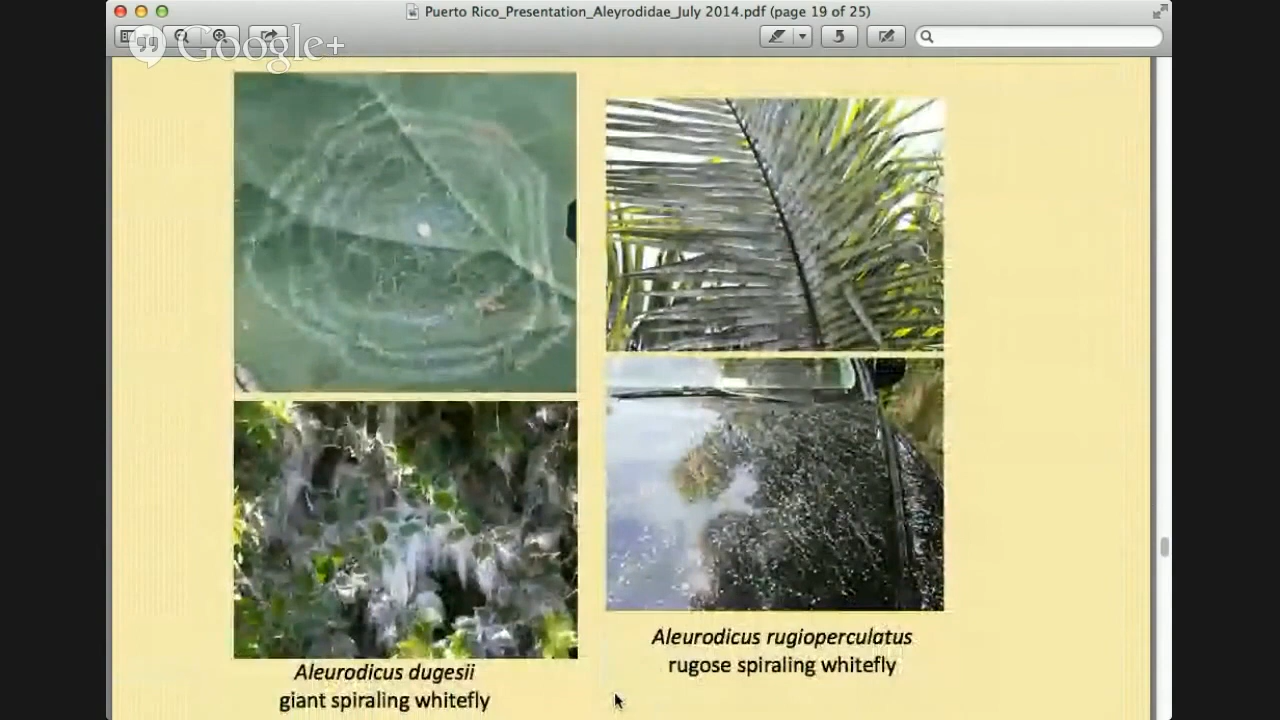 Puerto Rico_Presentation_Aleyrodidae_July 2014.pdf (page 19 of 25)
Google+
Aleurodicus rugioperculatus
rugose spiraling whitefly
Aleurodicus dugesii
giant spiraling whitefly